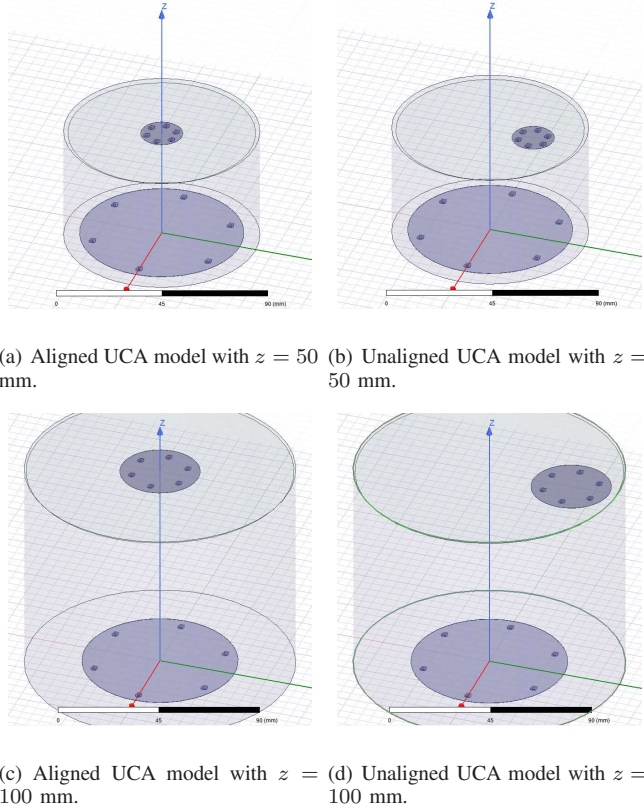 z
z
0
45
90 (mm)
0
45
90 (mm)
(a) Aligned UCA model with z = 50
mm.
(b) Unaligned UCA model with z =
50 mm.
z
z
0
45
90 (mm)
0
45
90 (mm)
(c) Aligned UCA model with z =
100 mm.
(d) Unaligned UCA model with z =
100 mm.